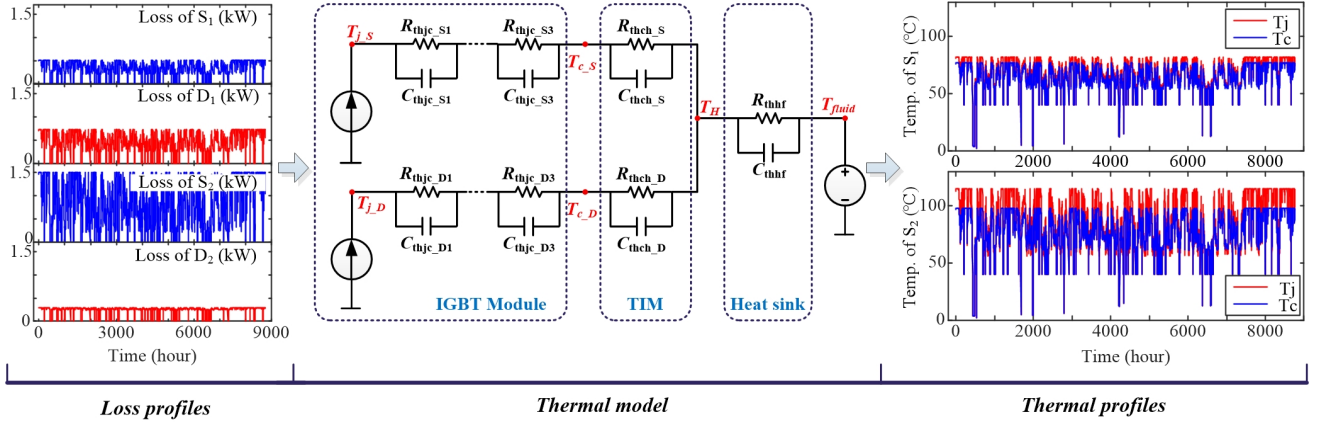 Loss of S1 (kW)
1.5
0
Loss of D1 (kW)
1.5
0
Loss of S2 (kW)
1.5
0
Loss of D2 (kW)
1.5
0
0 3000 6000 9000
Time (hour)
Tj_S
Rthjc_S1
Cthjc_S1
Rthjc_S3
Cthjc_S3
Tc_S
Rthch_S
Cthch_S
TH
Rthhf
Cthhf
Tfluid
+
−
Tj_D
Rthjc_D1
Cthjc_D1
Rthjc_D3
Cthjc_D3
Tc_D
Rthch_D
Cthch_D
IGBT Module
TIM
Heat sink
Temp. of S1 (°C)
100
50
0
Tj
Tc
0 2000 4000 6000 8000
Temp. of S2 (°C)
100
50
0
Tj
Tc
0 2000 4000 6000 8000
Time (hour)
Loss profiles
Thermal model
Thermal profiles